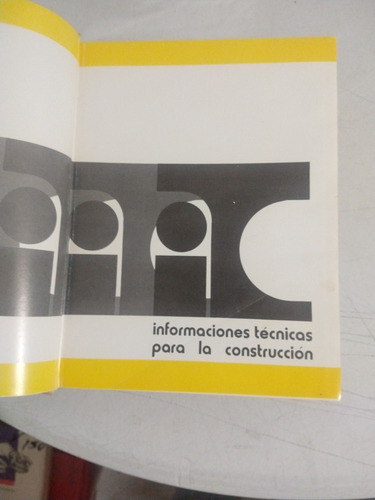 informaciones técnicas
para la construcción